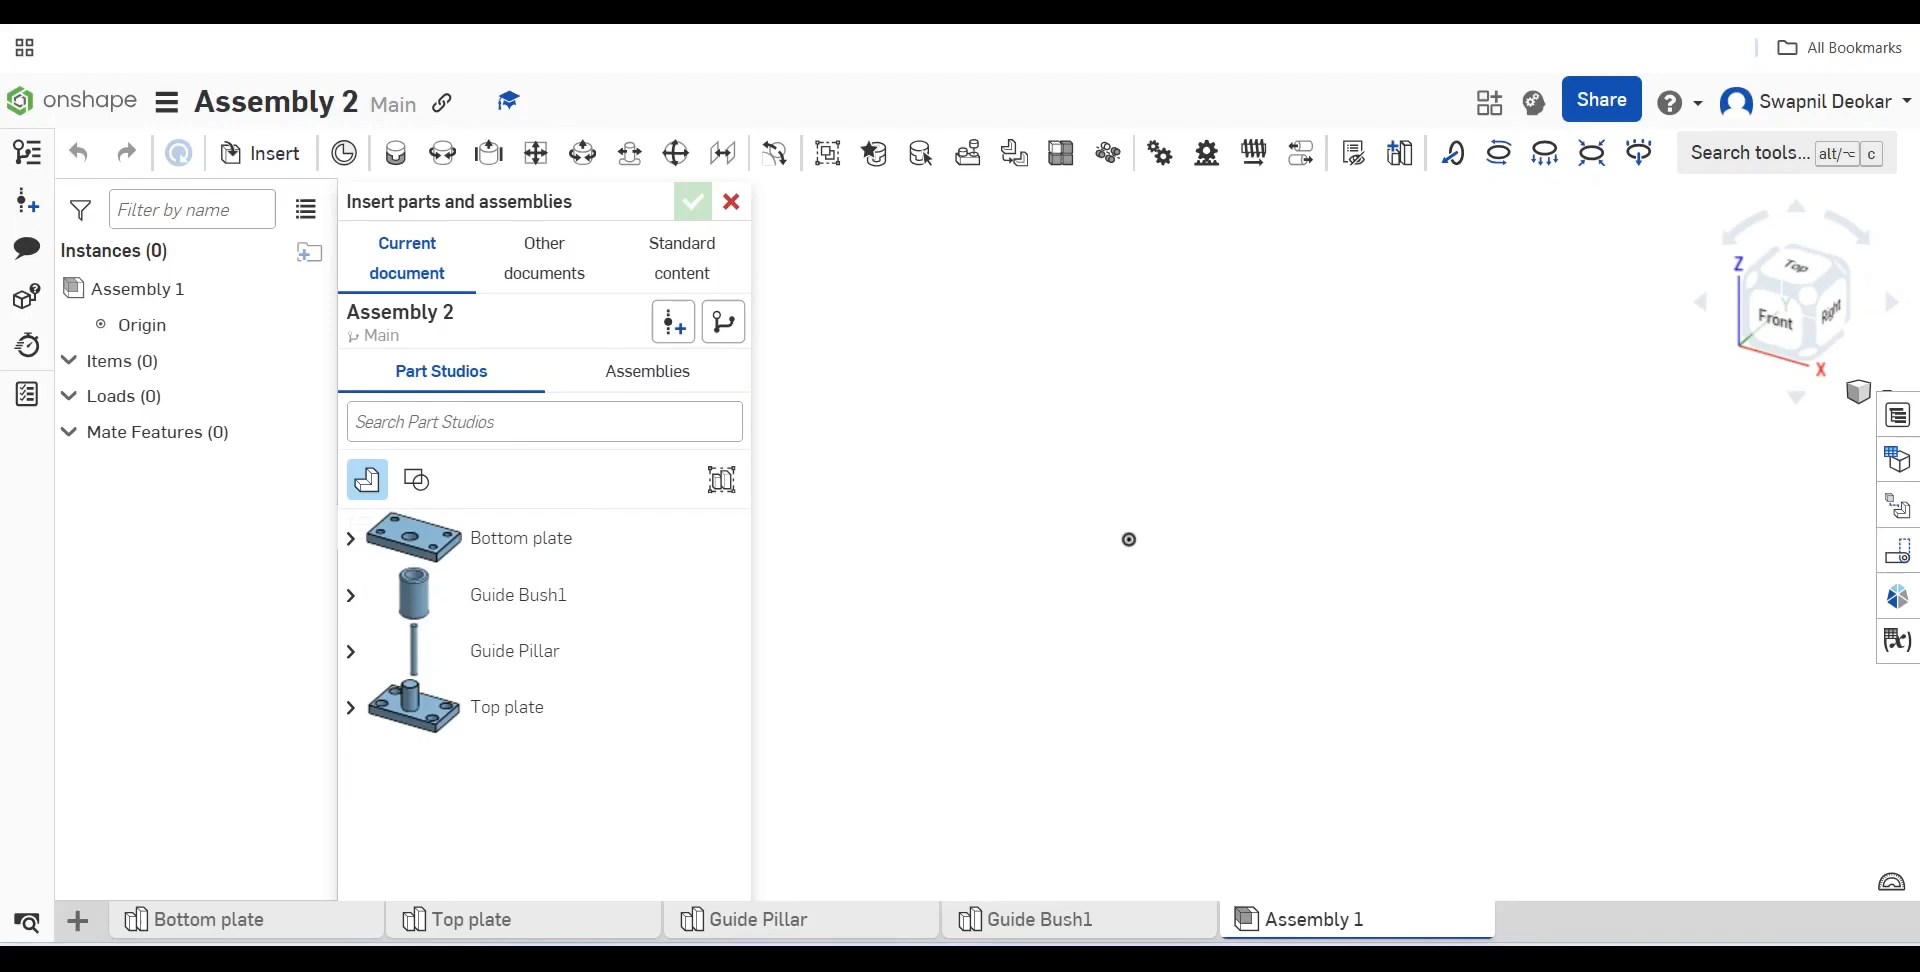 All Bookmarks
onshape Assembly 2 Main Share ? Swapnil Deokar
Insert Search tools... alt/⌥ c
Filter by name
Instances (0)
Assembly 1
Origin
Items (0)
Loads (0)
Mate Features (0)
Insert parts and assemblies
Current document
Other documents
Standard content
Assembly 2
Main
Part Studios Assemblies
Search Part Studios
Bottom plate
Guide Bush1
Guide Pillar
Top plate
Z
Top
Y
Front
Right
X
(x)
Bottom plate Top plate Guide Pillar Guide Bush1 Assembly 1